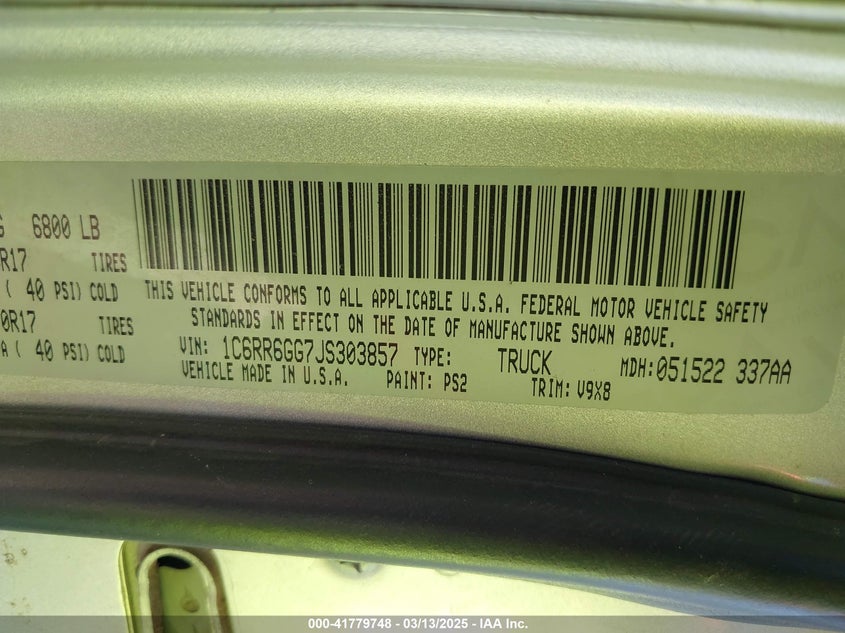 G 6800 LB
R17 TIRES
( 40 PSI) COLD
0R17 TIRES
A ( 40 PSI) COLD
THIS VEHICLE CONFORMS TO ALL APPLICABLE U.S.A. FEDERAL MOTOR VEHICLE SAFETY
STANDARDS IN EFFECT ON THE DATE OF MANUFACTURE SHOWN ABOVE.
VIN: 1C6RR6GG7JS303857 TYPE: TRUCK MDH:051522 337AA
VEHICLE MADE IN U.S.A. PAINT: PS2 TRIM: V9X8
000-41779748 - 03/13/2025 - IAA Inc.